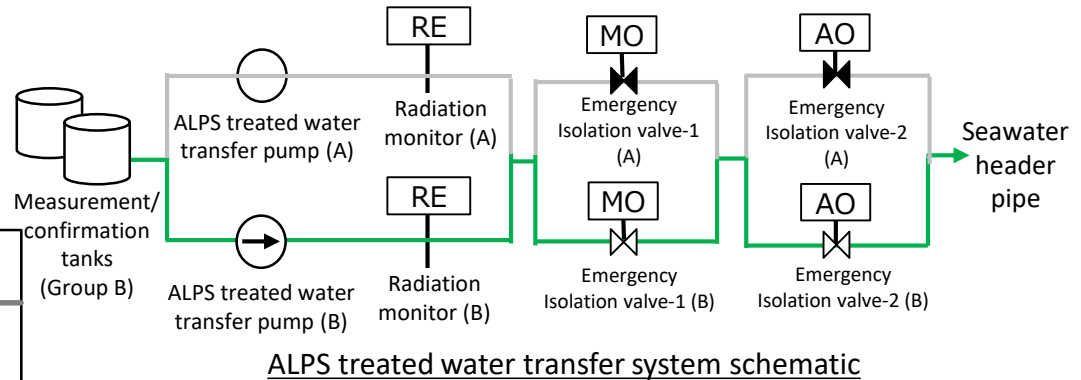 RE
MO
AO
ALPS treated water
transfer pump (A)
Radiation
monitor (A)
Emergency
Isolation valve-1
(A)
Emergency
Isolation valve-2
(A)
Seawater
header
pipe
Measurement/
confirmation
tanks
(Group B)
RE
MO
AO
ALPS treated water
transfer pump (B)
Radiation
monitor (B)
Emergency
Isolation valve-1 (B)
Emergency
Isolation valve-2 (B)
ALPS treated water transfer system schematic